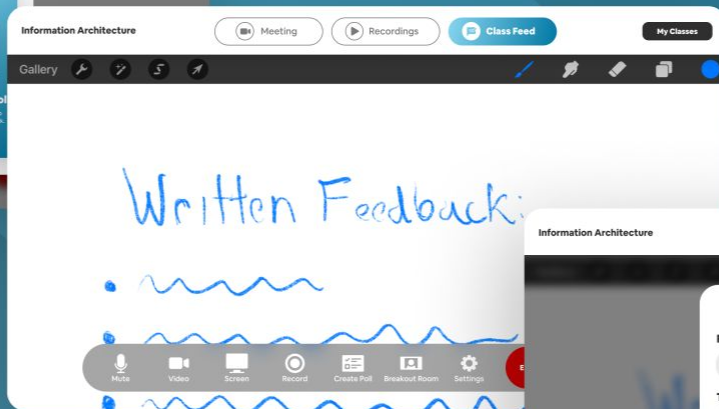 Information Architecture
Meeting
Recordings
Class Feed
My Classes
Gallery
Written Feedback:
Information Architecture
Mute
Video
Screen
Record
Create Poll
Breakout Room
Settings